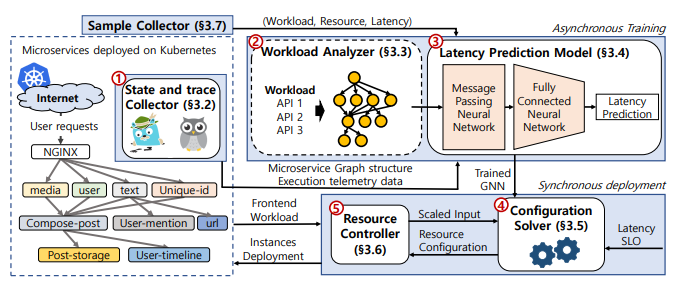 Sample Collector (§3.7)
(Workload, Resource, Latency)
Asynchronous Training
Microservices deployed on Kubernetes
Internet
User requests
NGINX
media
user
text
Unique-id
Compose-post
User-mention
url
Post-storage
User-timeline
1
State and trace
Collector (§3.2)
2
Workload Analyzer (§3.3)
Workload
API 1
API 2
API 3
3
Latency Prediction Model (§3.4)
Message
Passing
Neural
Network
Fully
Connected
Neural
Network
Latency
Prediction
Microservice Graph structure
Execution telemetry data
Trained
GNN
Synchronous deployment
Frontend
Workload
Instances
Deployment
5
Resource
Controller
(§3.6)
Scaled Input
Resource
Configuration
4
Configuration
Solver (§3.5)
Latency
SLO